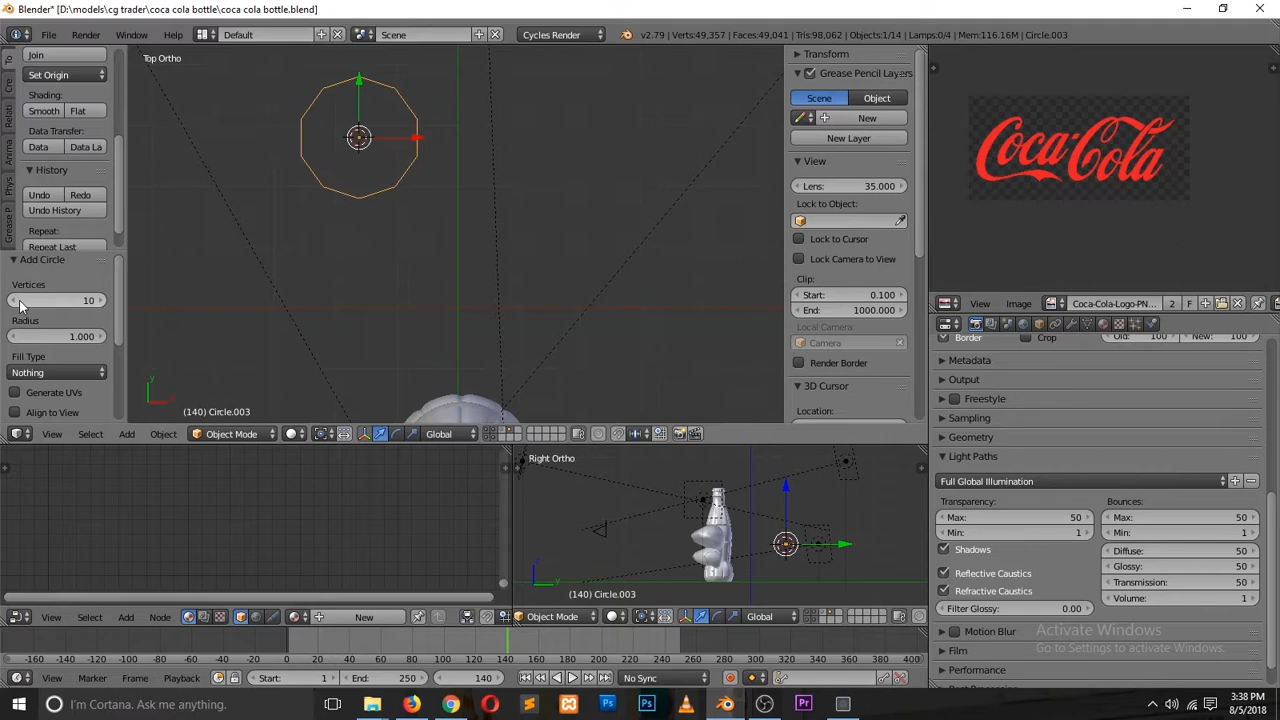 Blender* [D:\models\cg trader\coca cola bottle\coca cola bottle.blend]
File Render Window Help Default Scene Cycles Render v2.79 | Verts:49,357 | Faces:49,041 | Tris:98,062 | Objects:1/14 | Lamps:0/4 | Mem:116.16M | Circle.003
Join
Set Origin
Shading:
Smooth Flat
Data Transfer:
Data Data La
History
Undo Redo
Undo History
Repeat:
Repeat Last
Add Circle
Vertices
10
Radius
1.000
Fill Type
Nothing
Generate UVs
Align to View
To
Cre
Relati
Anima
Phys
Grease P
Top Ortho
(140) Circle.003
View Select Add Object Object Mode Global
Transform
Grease Pencil Layers
Scene Object
New
New Layer
View
Lens: 35.000
Lock to Object:
Lock to Cursor
Lock Camera to View
Clip:
Start: 0.100
End: 1000.000
Local Camera:
Camera
Render Border
3D Cursor
Location:
Coca-Cola
View Image Coca-Cola-Logo-PN... 2 F
Border Crop Old: 100 New: 100
Metadata
Output
Freestyle
Sampling
Geometry
Light Paths
Full Global Illumination
Transparency: Bounces:
Max: 50 Max: 50
Min: 1 Min: 1
Shadows Diffuse: 50
Glossy: 50
Reflective Caustics Transmission: 50
Refractive Caustics Volume: 1
Filter Glossy: 0.00
Motion Blur
Film
Performance
Activate Windows
Go to Settings to activate Windows.
Right Ortho
(140) Circle.003
View Select Add Node New Object Mode Global
-160 -140 -120 -100 -80 -60 -40 -20 0 20 40 60 80 100 120 140 160 180 200 220 240 260 280 300 320 340 360 380 400
View Marker Frame Playback Start: 1 End: 250 140 No Sync
I'm Cortana. Ask me anything.
3:38 PM
8/5/2018